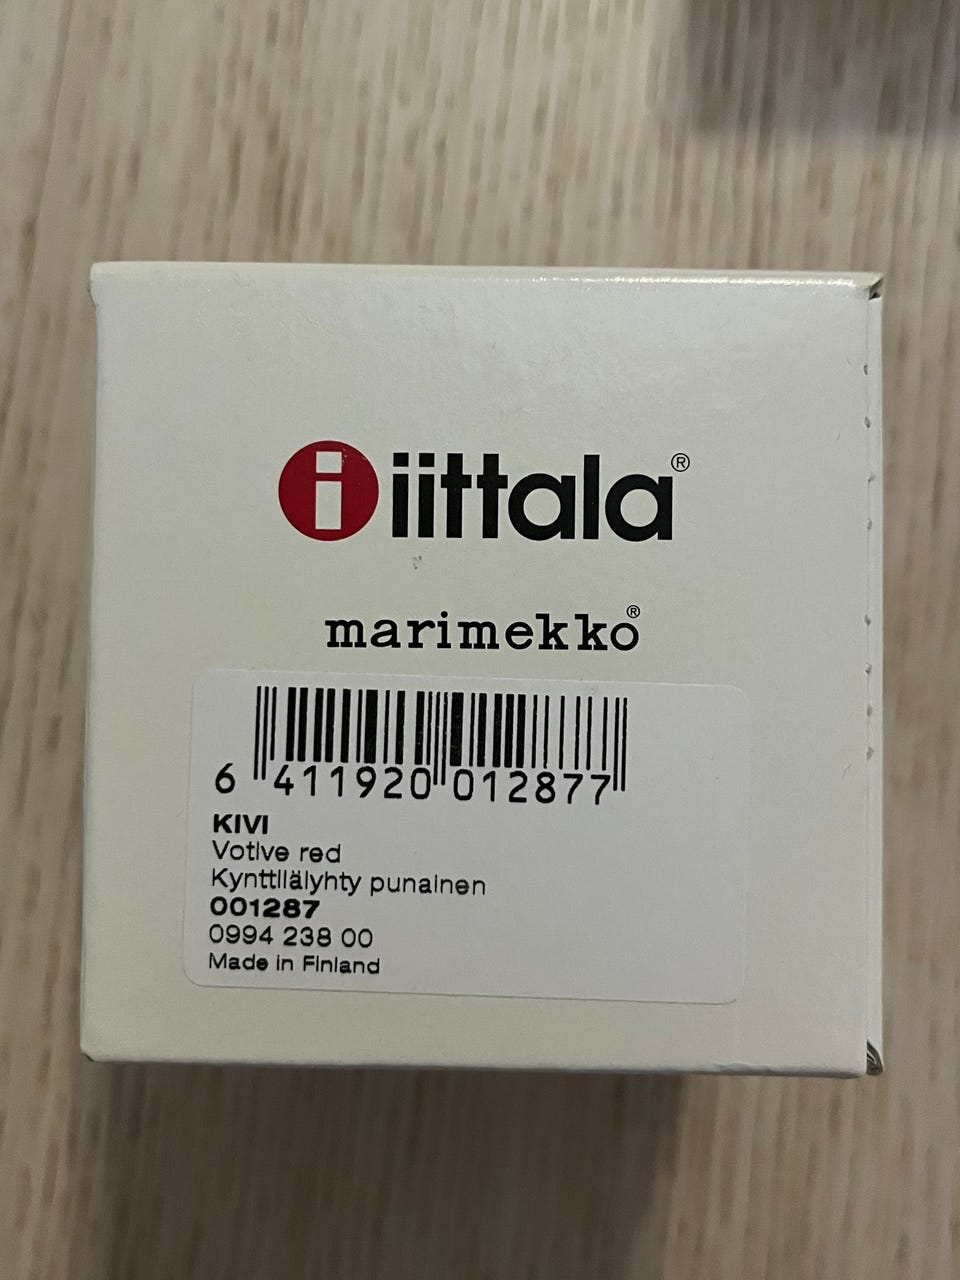 i iittala®
marimekko®
6 411920 012877
KIVI
Votive red
Kynttilälyhty punainen
001287
0994 238 00
Made in Finland